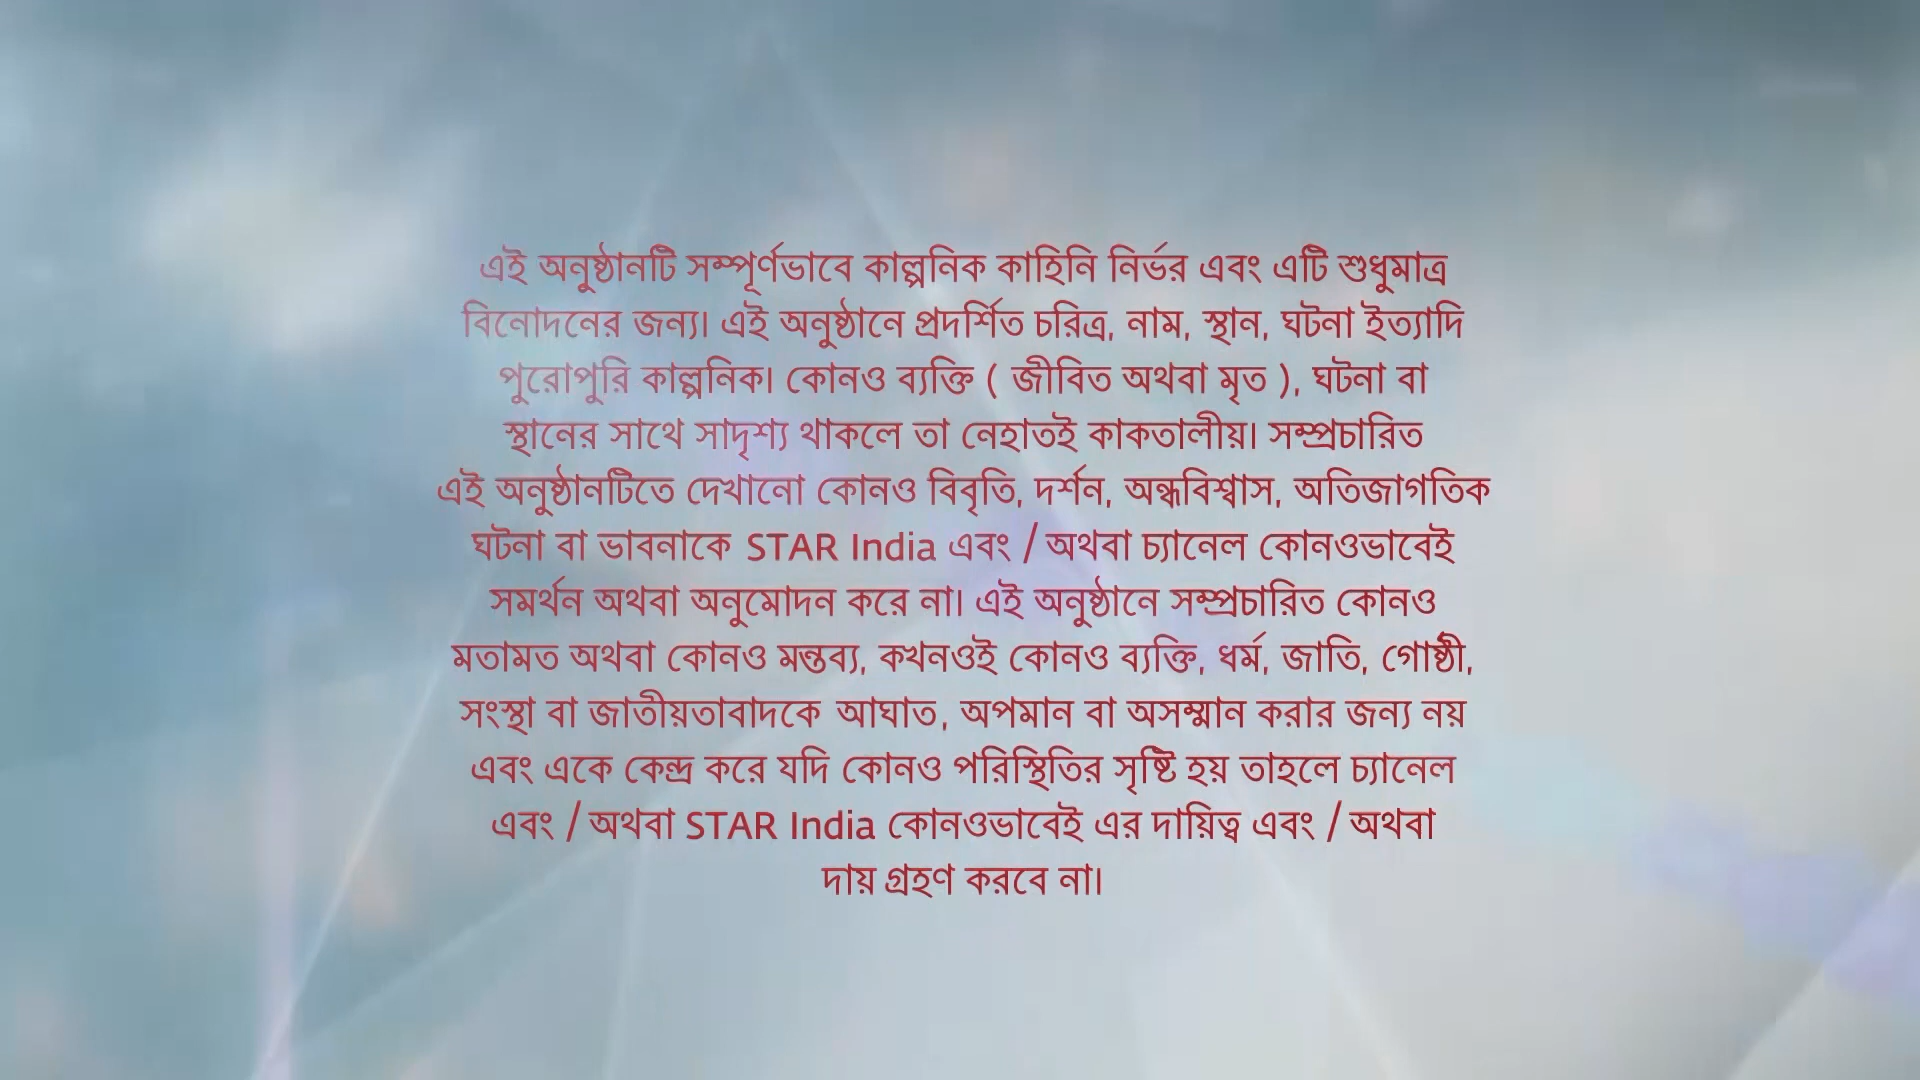 এই অনুষ্ঠানটি সম্পূর্ণভাবে কাল্পনিক কাহিনি নির্ভর এবং এটি শুধুমাত্র
বিনোদনের জন্য। এই অনুষ্ঠানে প্রদর্শিত চরিত্র, নাম, স্থান, ঘটনা ইত্যাদি
পুরোপুরি কাল্পনিক। কোনও ব্যক্তি ( জীবিত অথবা মৃত ), ঘটনা বা
স্থানের সাথে সাদৃশ্য থাকলে তা নেহাতই কাকতালীয়। সম্প্রচারিত
এই অনুষ্ঠানটিতে দেখানো কোনও বিবৃতি, দর্শন, অন্ধবিশ্বাস, অতিজাগতিক
ঘটনা বা ভাবনাকে STAR India এবং / অথবা চ্যানেল কোনওভাবেই
সমর্থন অথবা অনুমোদন করে না। এই অনুষ্ঠানে সম্প্রচারিত কোনও
মতামত অথবা কোনও মন্তব্য, কখনওই কোনও ব্যক্তি, ধর্ম, জাতি, গোষ্ঠী,
সংস্থা বা জাতীয়তাবাদকে আঘাত, অপমান বা অসম্মান করার জন্য নয়
এবং একে কেন্দ্র করে যদি কোনও পরিস্থিতির সৃষ্টি হয় তাহলে চ্যানেল
এবং / অথবা STAR India কোনওভাবেই এর দায়িত্ব এবং / অথবা
দায় গ্রহণ করবে না।